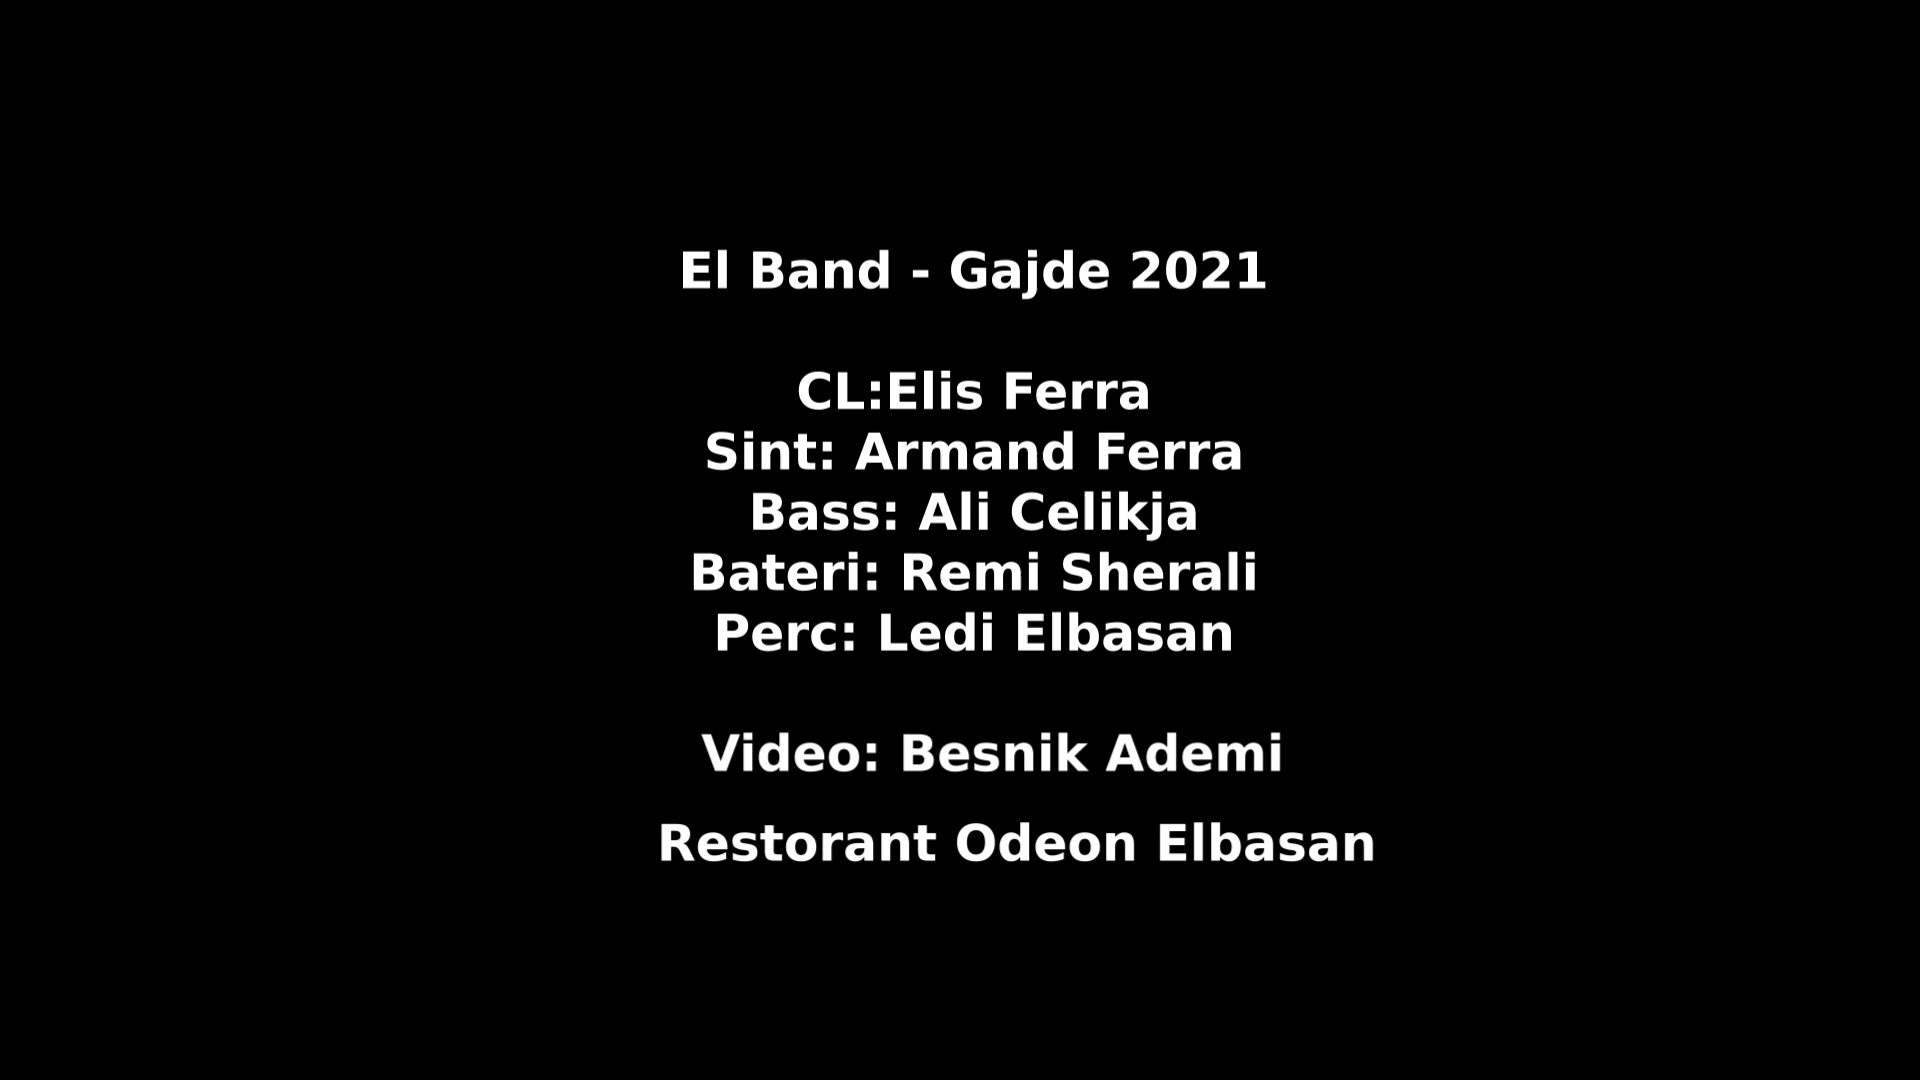 El Band - Gajde 2021
CL:Elis Ferra
Sint: Armand Ferra
Bass: Ali Celikja
Bateri: Remi Sherali
Perc: Ledi Elbasan
Video: Besnik Ademi
Restorant Odeon Elbasan